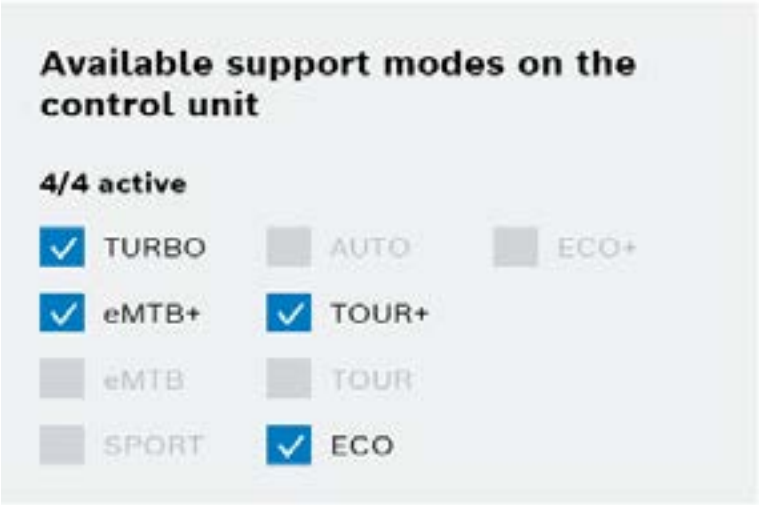 Available support modes on the
control unit
4/4 active
TURBO AUTO ECO+
eMTB+ TOUR+
eMTB TOUR
SPORT ECO